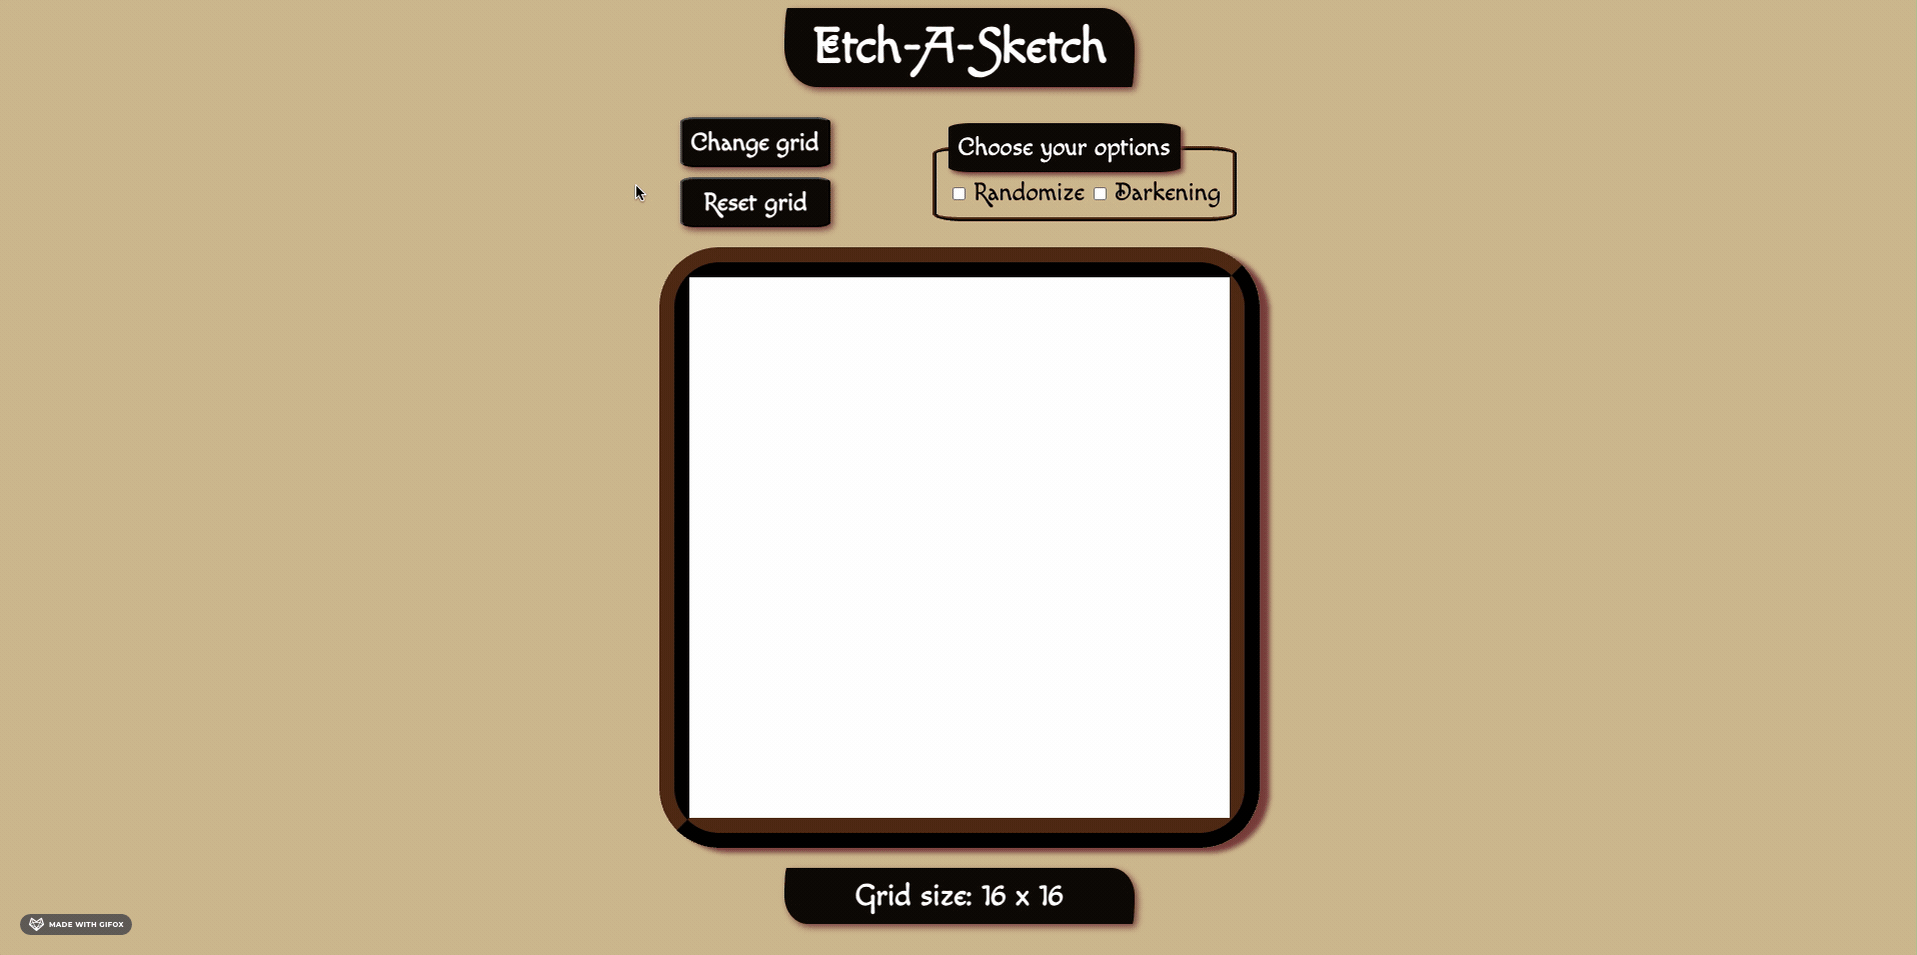 Etch-A-Sketch
Change grid
Reset grid
Choose your options
Randomize Darkening
Grid size: 16 x 16
MADE WITH GIFOX